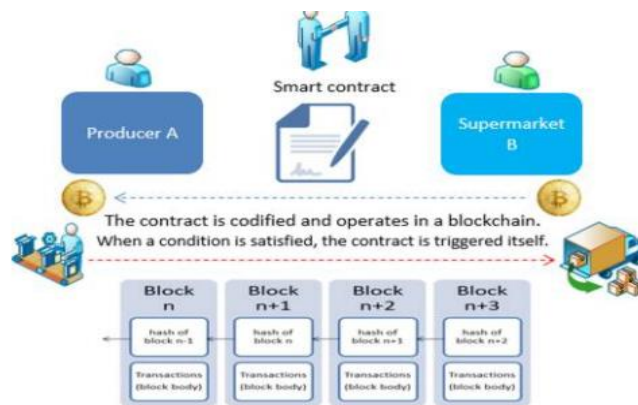 Smart contract
Producer A
Supermarket
B
The contract is codified and operates in a blockchain.
When a condition is satisfied, the contract is triggered itself.
Block
n
Block
n+1
Block
n+2
Block
n+3
hash of
block n-1
hash of
block n
hash of
block n=1
hash of
block n=2
Transactions
(block body)
Transactions
(block body)
Transactions
(block body)
Transactions
(block body)